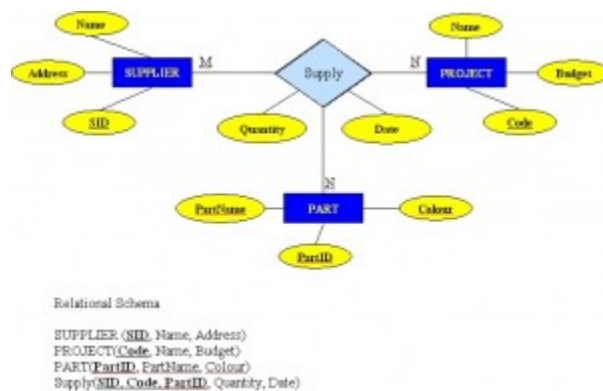 Name
Name
Address
SUPPLIER
M
Supply
N
PROJECT
Budget
SID
Quantity
Date
Code
N
PartName
PART
Colour
PartID
Relational Schema
SUPPLIER (SID, Name, Address)
PROJECT(Code, Name, Budget)
PART(PartID, PartName, Colour)
Supply(SID, Code, PartID, Quantity, Date)